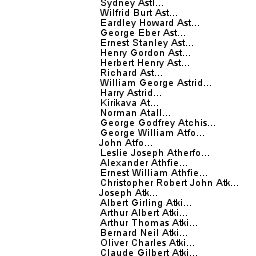 Sydney Astl...
Wilfrid Burt Ast...
Eardley Howard Ast...
George Eber Ast...
Ernest Stanley Ast...
Henry Gordon Ast...
Herbert Henry Ast...
Richard Ast...
William George Astrid...
Harry Astrid...
Kirikava At...
Norman Atall...
George Godfrey Atchis...
George William Atfo...
John Atfo...
Leslie Joseph Atherfo...
Alexander Athfie...
Ernest William Athfie...
Christopher Robert John Atk...
Joseph Atk...
Albert Girling Atki...
Arthur Albert Atki...
Arthur Thomas Atki...
Bernard Neil Atki...
Oliver Charles Atki...
Claude Gilbert Atki...